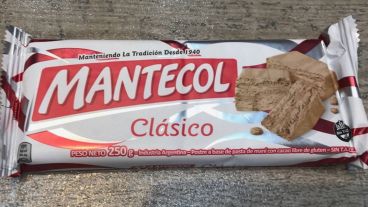 Manteniendo La Tradición Desde 1940
MANTECOL
Clásico
PESO NETO 250 g - Industria Argentina - Postre a base de pasta de maní con cacao libre de gluten - SIN T.A.C.C.